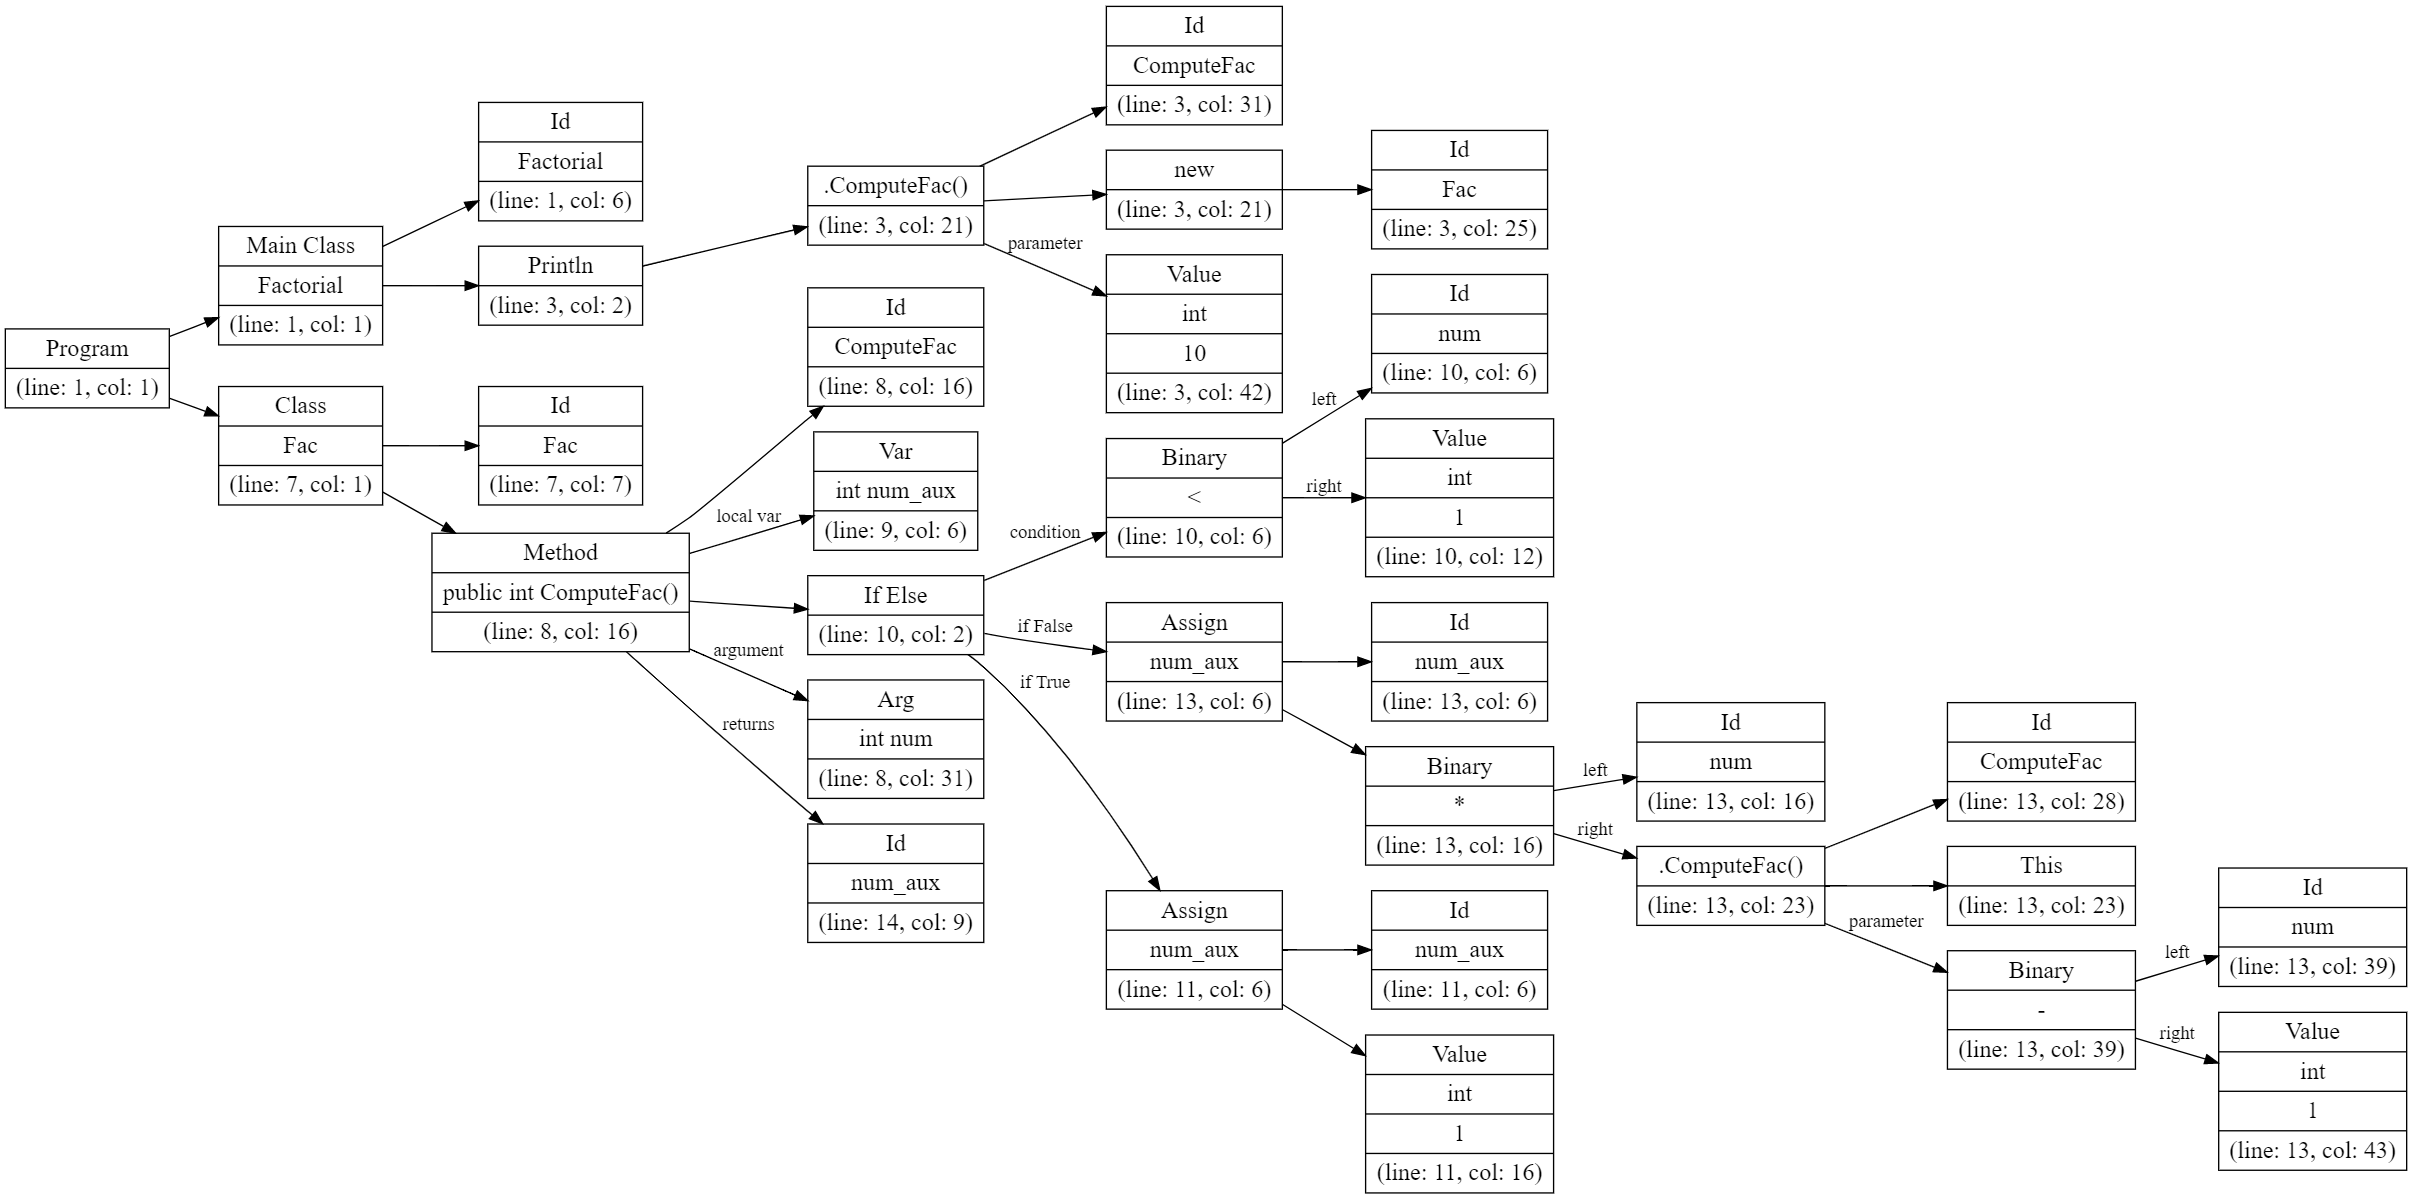 Program
(line: 1, col: 1)
Main Class
Factorial
(line: 1, col: 1)
Class
Fac
(line: 7, col: 1)
Id
Factorial
(line: 1, col: 6)
Println
(line: 3, col: 2)
Id
Fac
(line: 7, col: 7)
Method
public int ComputeFac()
(line: 8, col: 16)
local var
argument
returns
.ComputeFac()
(line: 3, col: 21)
Id
ComputeFac
(line: 8, col: 16)
Var
int num_aux
(line: 9, col: 6)
If Else
(line: 10, col: 2)
Arg
int num
(line: 8, col: 31)
Id
num_aux
(line: 14, col: 9)
parameter
condition
if False
if True
Id
ComputeFac
(line: 3, col: 31)
new
(line: 3, col: 21)
Value
int
10
(line: 3, col: 42)
Binary
<
(line: 10, col: 6)
Assign
num_aux
(line: 13, col: 6)
Assign
num_aux
(line: 11, col: 6)
left
right
Id
Fac
(line: 3, col: 25)
Id
num
(line: 10, col: 6)
Value
int
1
(line: 10, col: 12)
Id
num_aux
(line: 13, col: 6)
Binary
*
(line: 13, col: 16)
Id
num_aux
(line: 11, col: 6)
Value
int
1
(line: 11, col: 16)
left
right
Id
num
(line: 13, col: 16)
.ComputeFac()
(line: 13, col: 23)
parameter
Id
ComputeFac
(line: 13, col: 28)
This
(line: 13, col: 23)
Binary
-
(line: 13, col: 39)
left
right
Id
num
(line: 13, col: 39)
Value
int
1
(line: 13, col: 43)